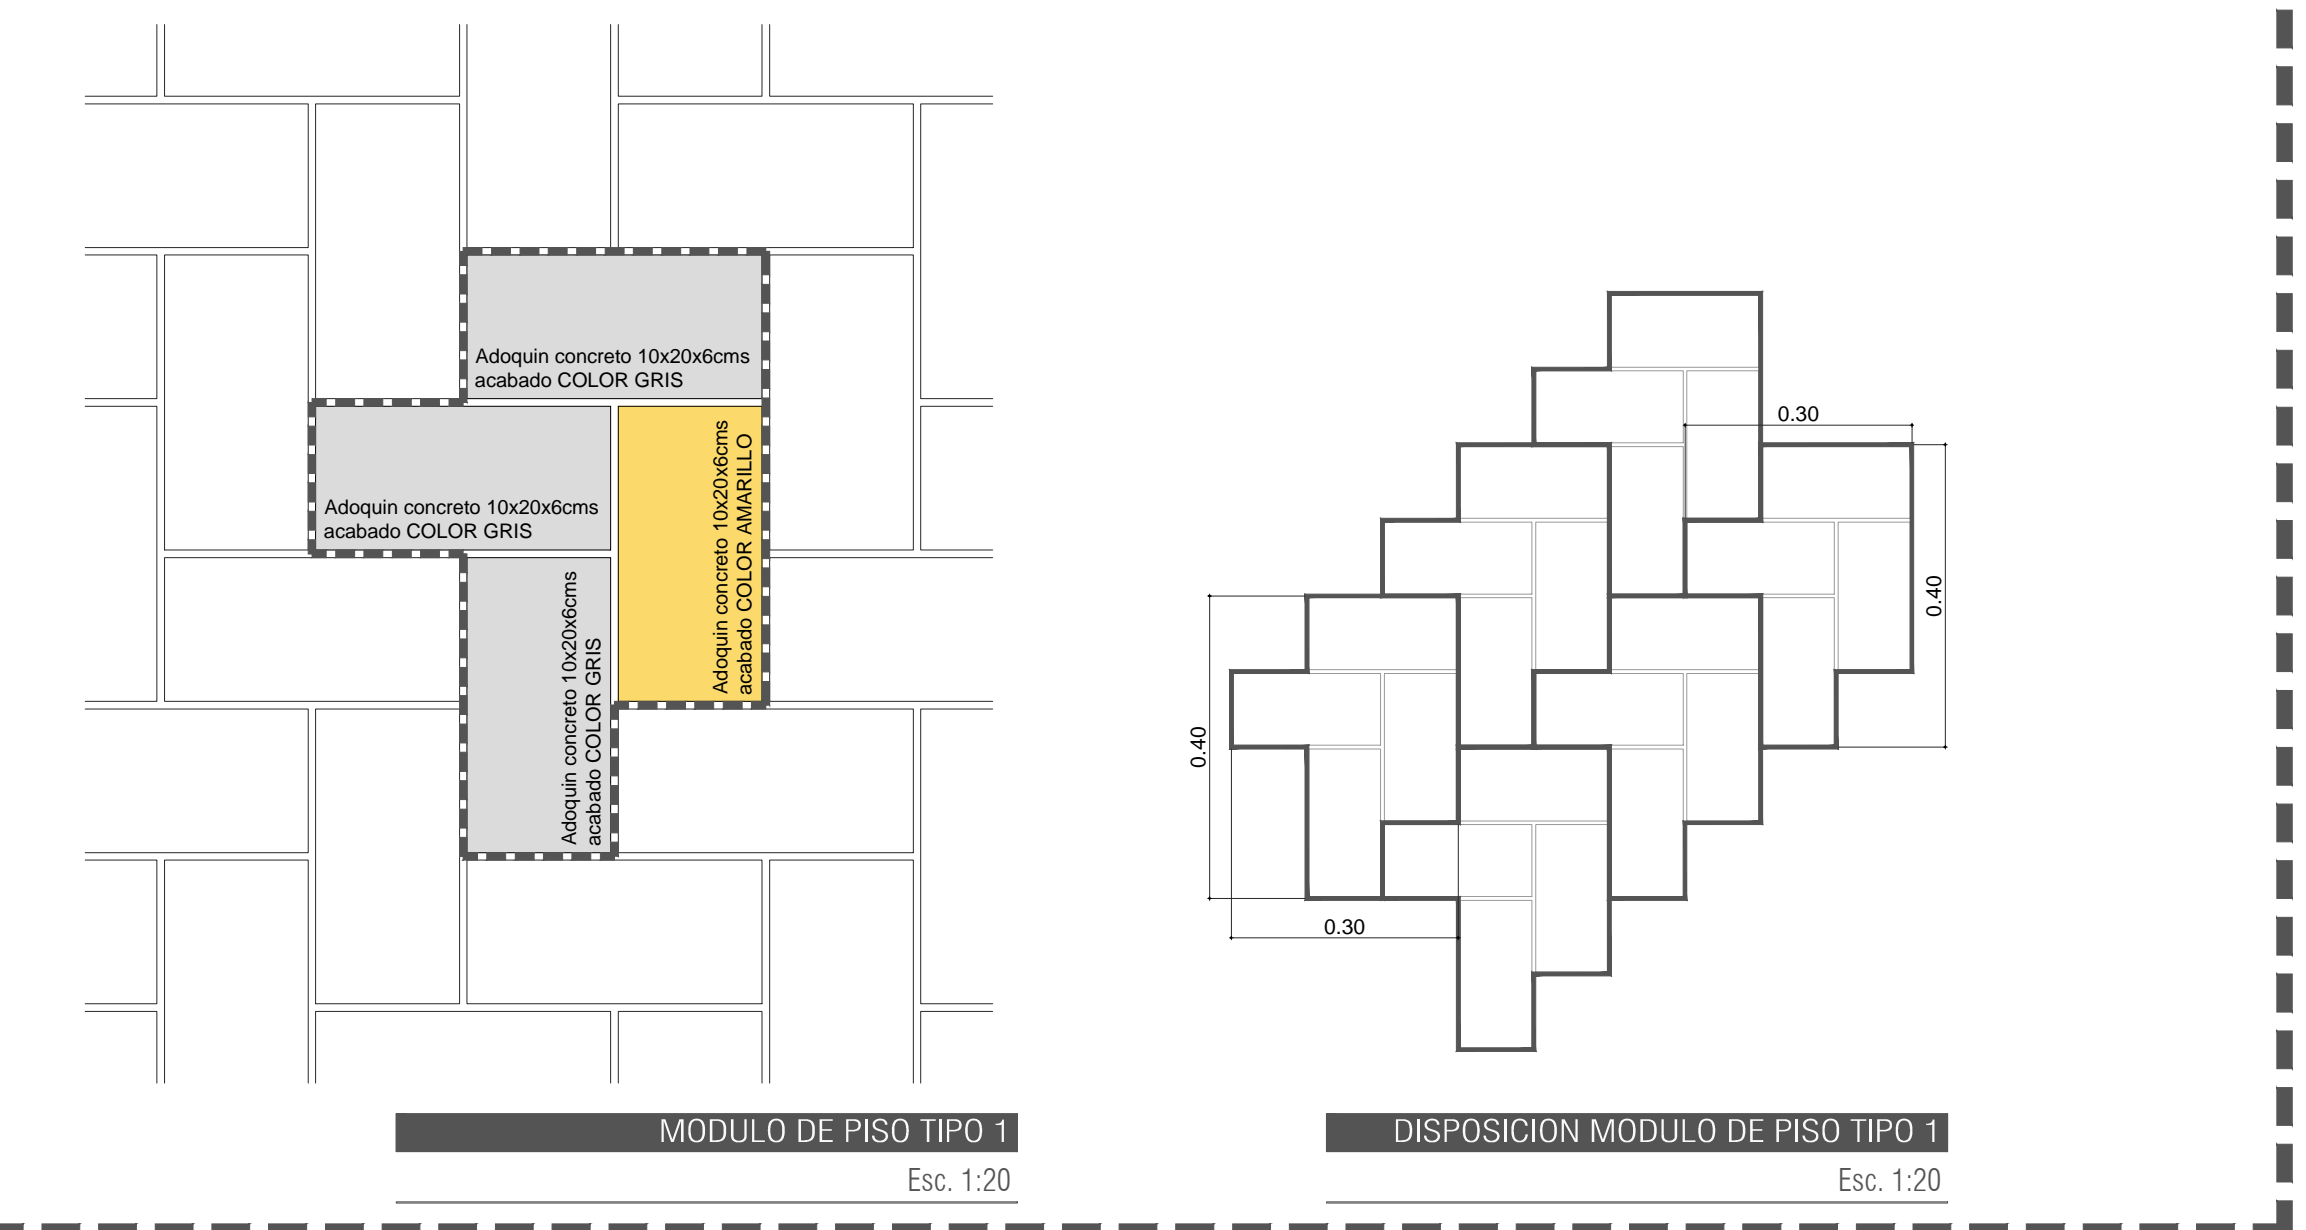 Adoquin concreto 10x20x6cms
acabado COLOR GRIS
Adoquin concreto 10x20x6cms
acabado COLOR GRIS
Adoquin concreto 10x20x6cms
acabado COLOR AMARILLO
Adoquin concreto 10x20x6cms
acabado COLOR GRIS
MODULO DE PISO TIPO 1
Esc. 1:20
0.30
0.40
0.40
0.30
DISPOSICION MODULO DE PISO TIPO 1
Esc. 1:20